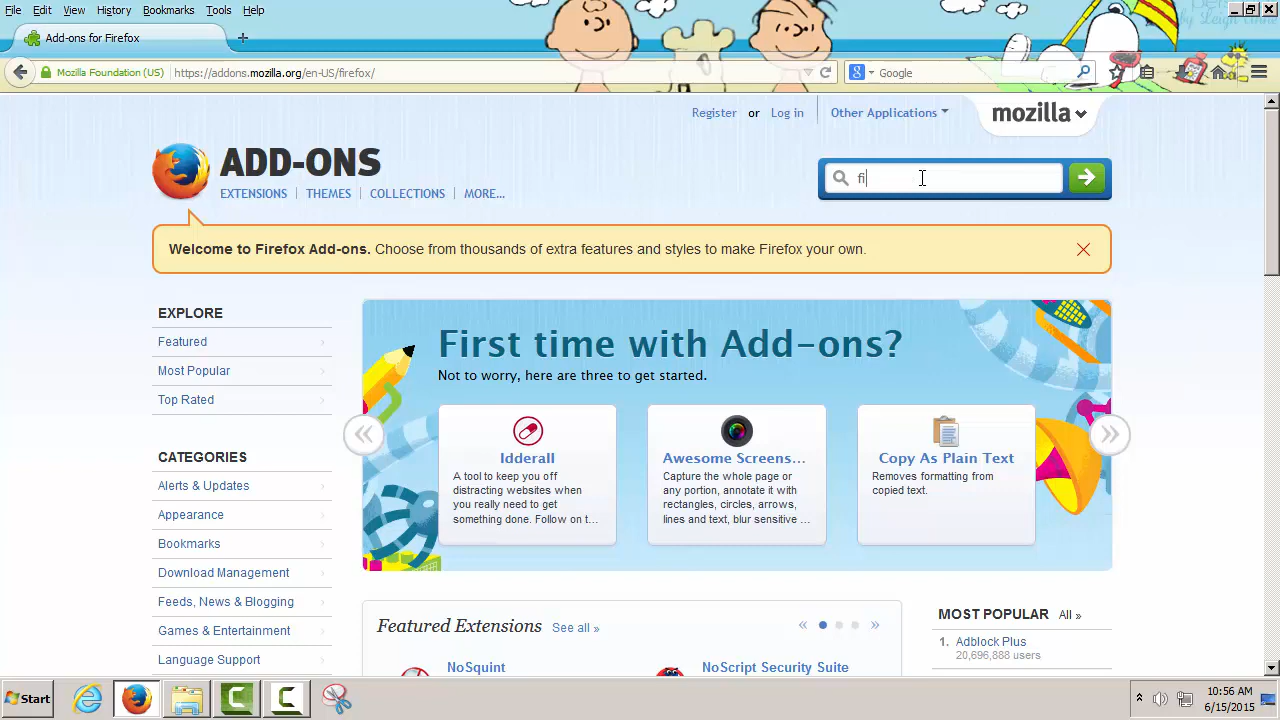 File Edit View History Bookmarks Tools Help
by Leigh Anne
Add-ons for Firefox
Mozilla Foundation (US) https://addons.mozilla.org/en-US/firefox/
Google
Register or Log in Other Applications
mozilla
ADD-ONS
EXTENSIONS THEMES COLLECTIONS MORE...
fi
Welcome to Firefox Add-ons. Choose from thousands of extra features and styles to make Firefox your own.
EXPLORE
Featured
Most Popular
Top Rated
CATEGORIES
Alerts & Updates
Appearance
Bookmarks
Download Management
Feeds, News & Blogging
Games & Entertainment
Language Support
First time with Add-ons?
Not to worry, here are three to get started.
Idderall
A tool to keep you off
distracting websites when
you really need to get
something done. Follow on t...
Awesome Screens...
Capture the whole page or
any portion, annotate it with
rectangles, circles, arrows,
lines and text, blur sensitive ...
Copy As Plain Text
Removes formatting from
copied text.
Featured Extensions See all »
NoSquint
NoScript Security Suite
MOST POPULAR All »
1. Adblock Plus
20,696,888 users
Start
10:56 AM
6/15/2015